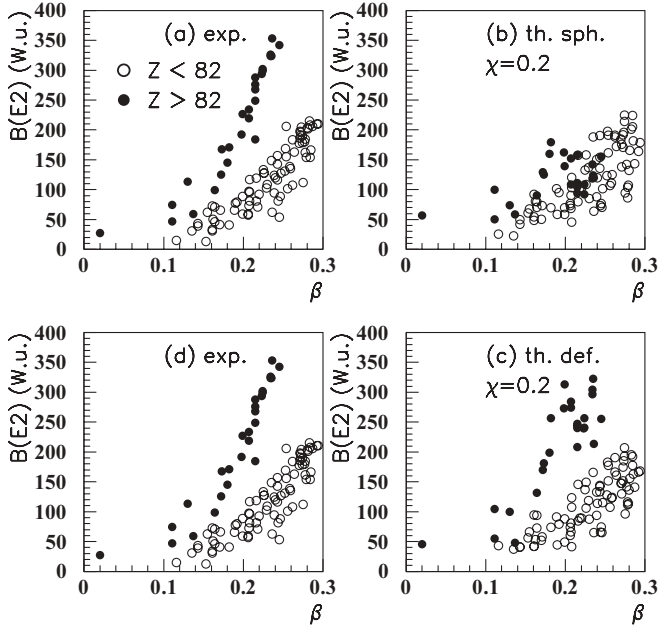 B(E2) (W.u.)
400
350
300
250
200
150
100
50
0
(a) exp.
Z < 82
Z > 82
0 0.1 0.2 0.3
β
B(E2) (W.u.)
400
350
300
250
200
150
100
50
0
(b) th. sph.
χ=0.2
0 0.1 0.2 0.3
β
B(E2) (W.u.)
400
350
300
250
200
150
100
50
0
(d) exp.
0 0.1 0.2 0.3
β
B(E2) (W.u.)
400
350
300
250
200
150
100
50
0
(c) th. def.
χ=0.2
0 0.1 0.2 0.3
β